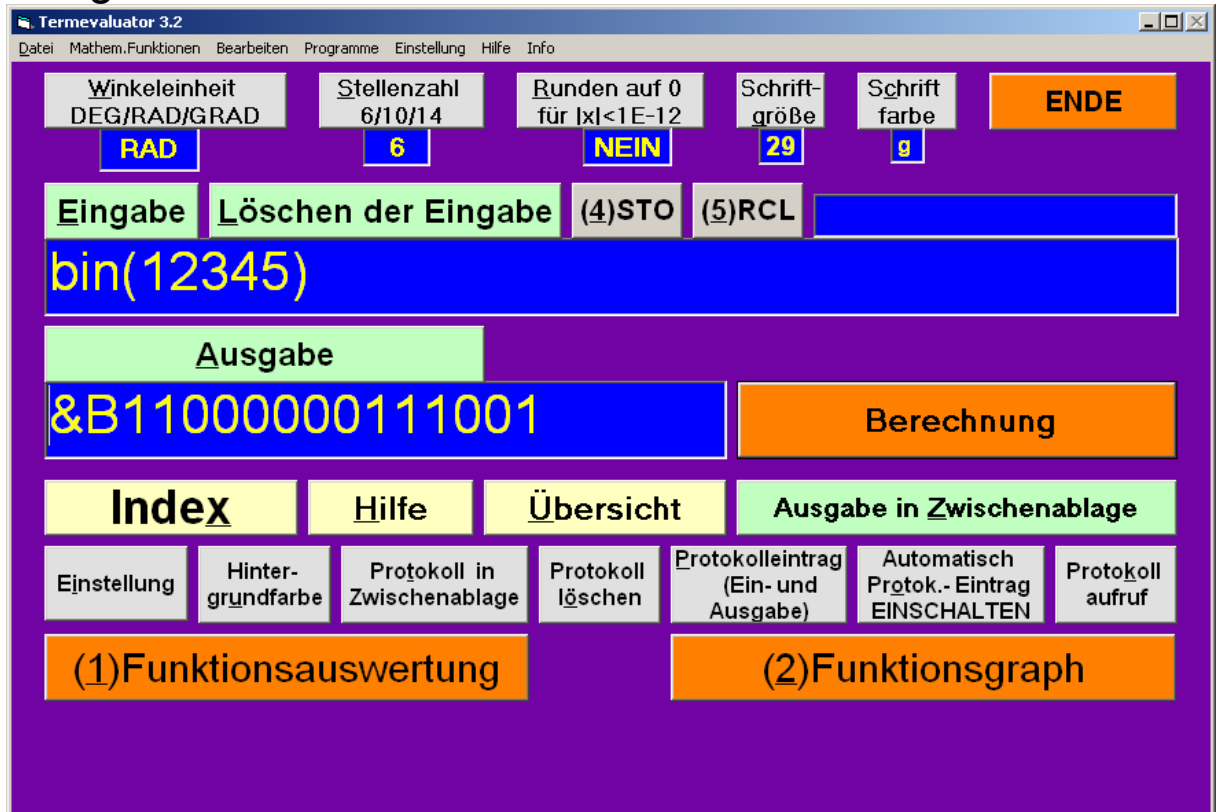 Termevaluator 3.2
Datei Mathem.Funktionen Bearbeiten Programme Einstellung Hilfe Info
Winkeleinheit
DEG/RAD/GRAD
RAD
Stellenzahl
6/10/14
6
Runden auf 0
für |x|<1E-12
NEIN
Schrift-
größe
29
Schrift
farbe
g
ENDE
Eingabe
Löschen der Eingabe
(4)STO
(5)RCL
bin(12345)
Ausgabe
&B11000000111001
Berechnung
Index
Hilfe
Übersicht
Ausgabe in Zwischenablage
Einstellung
Hinter-
grundfarbe
Protokoll in
Zwischenablage
Protokoll
löschen
Protokolleintrag
(Ein- und
Ausgabe)
Automatisch
Protok.- Eintrag
EINSCHALTEN
Protokoll
aufruf
(1)Funktionsauswertung
(2)Funktionsgraph